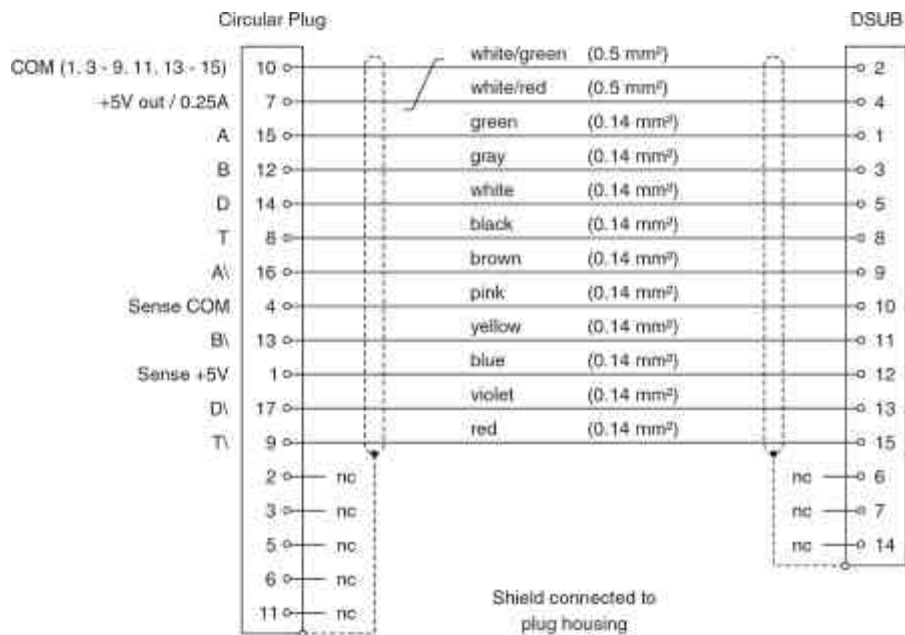 Circular Plug DSUB
COM (1, 3 - 9, 11, 13 - 15) 10 white/green (0.5 mm²) 2
+5V out / 0.25A 7 white/red (0.5 mm²) 4
A 15 green (0.14 mm²) 1
B 12 gray (0.14 mm²) 3
D 14 white (0.14 mm²) 5
T 8 black (0.14 mm²) 8
A\ 16 brown (0.14 mm²) 9
Sense COM 4 pink (0.14 mm²) 10
B\ 13 yellow (0.14 mm²) 11
Sense +5V 1 blue (0.14 mm²) 12
D\ 17 violet (0.14 mm²) 13
T\ 9 red (0.14 mm²) 15
2 nc nc 6
3 nc nc 7
5 nc nc 14
6 nc
11 nc
Shield connected to
plug housing